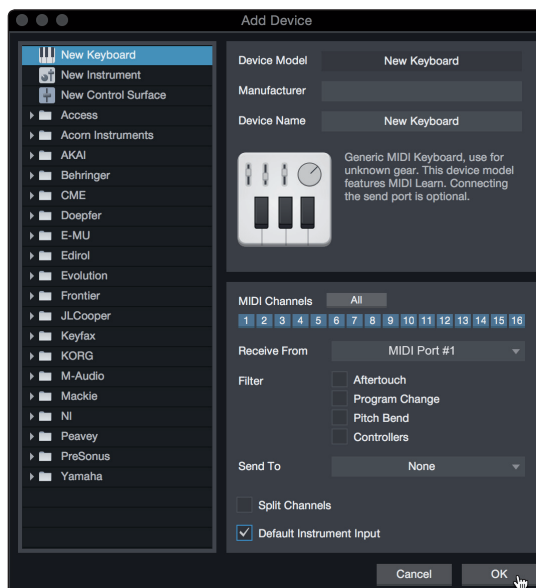 Add Device
New Keyboard
New Instrument
New Control Surface
Access
Acorn Instruments
AKAI
Behringer
CME
Doepfer
E-MU
Edirol
Evolution
Frontier
JLCooper
Keyfax
KORG
M-Audio
Mackie
NI
Peavey
PreSonus
Yamaha
Device Model New Keyboard
Manufacturer
Device Name New Keyboard
Generic MIDI Keyboard, use for
unknown gear. This device model
features MIDI Learn. Connecting
the send port is optional.
MIDI Channels All
1 2 3 4 5 6 7 8 9 10 11 12 13 14 15 16
Receive From MIDI Port #1
Filter Aftertouch
Program Change
Pitch Bend
Controllers
Send To None
Split Channels
Default Instrument Input
Cancel OK